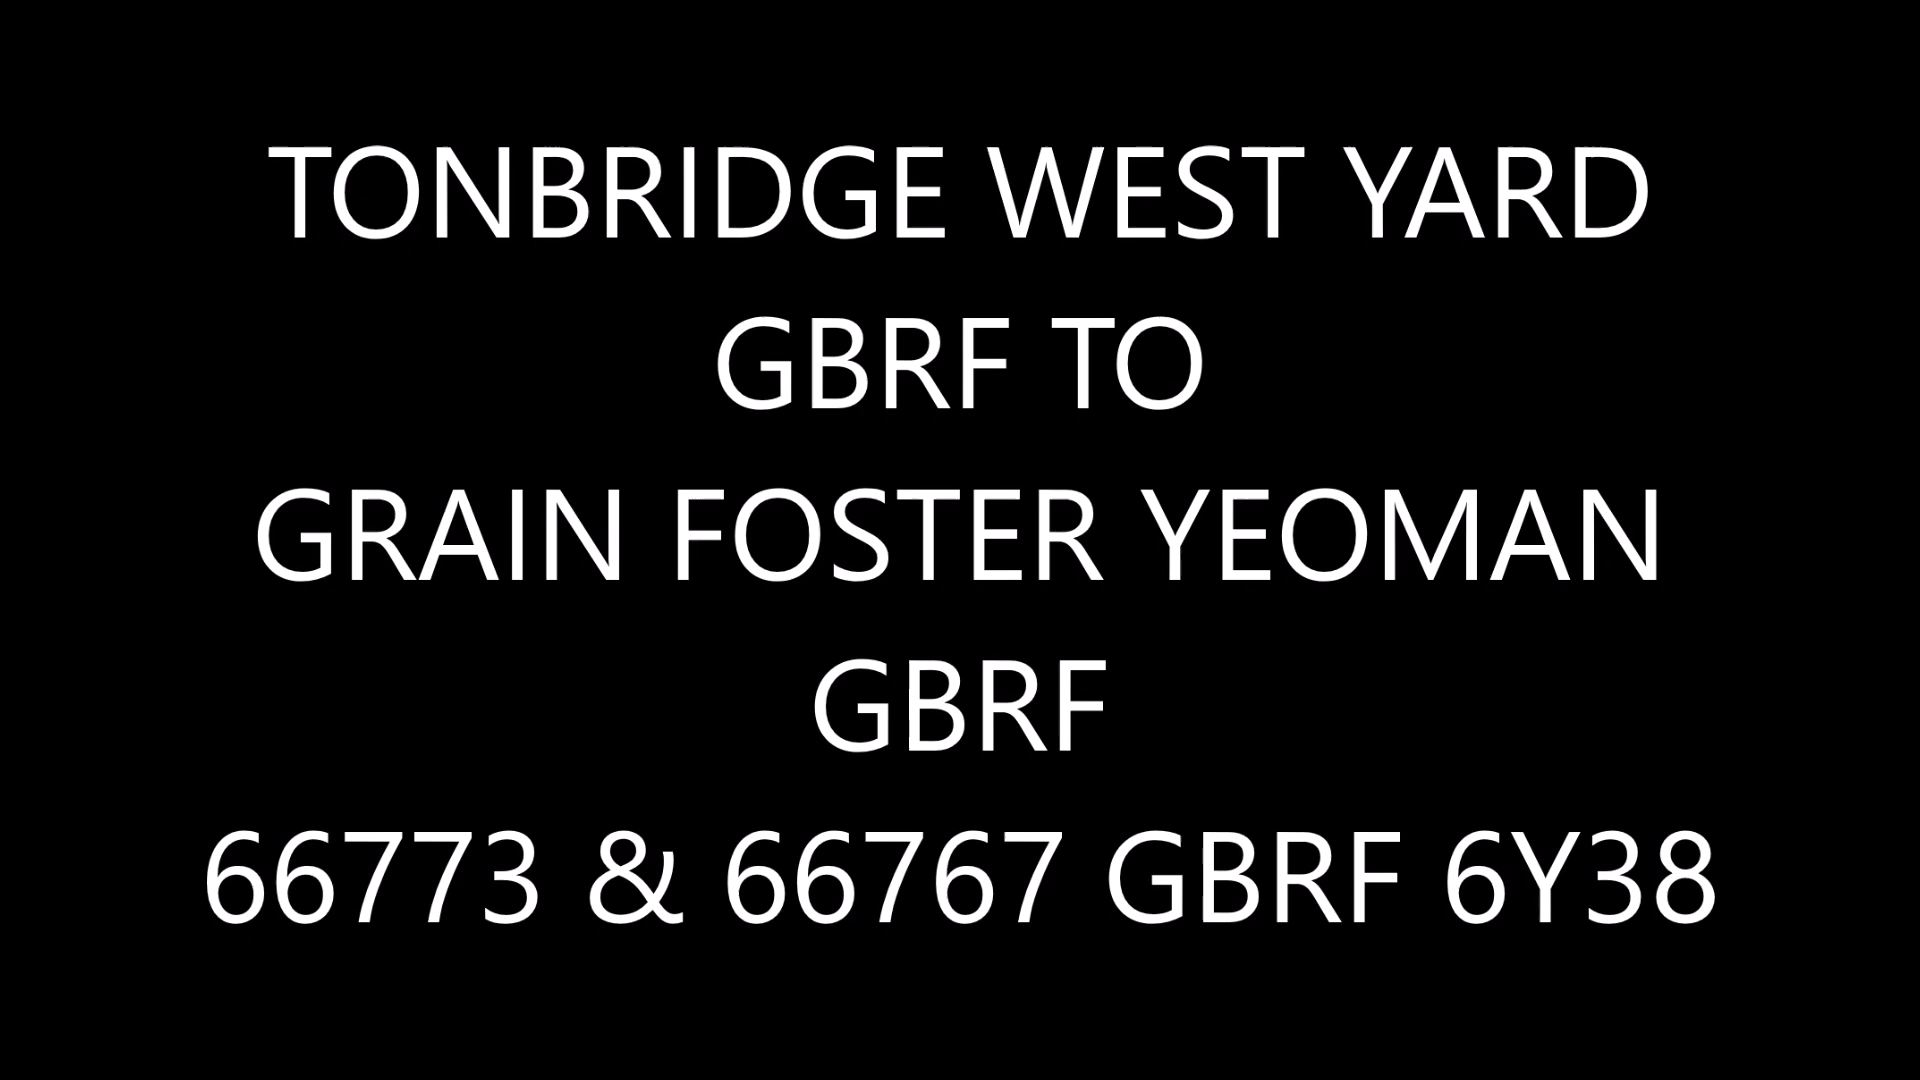 TONBRIDGE WEST YARD
GBRF TO
GRAIN FOSTER YEOMAN
GBRF
66773 & 66767 GBRF 6Y38